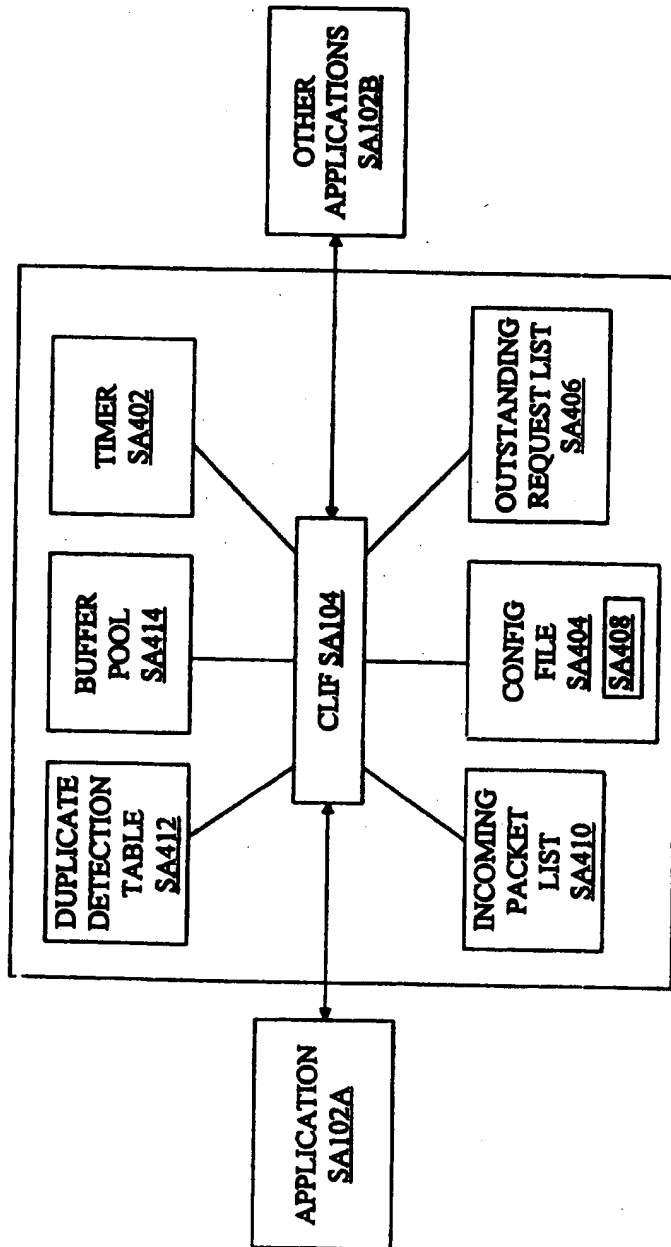 APPLICATION
SA102A
DUPLICATE
DETECTION
TABLE
SA412
BUFFER
POOL
SA414
TIMER
SA402
CLIF SA104
INCOMING
PACKET
LIST
SA410
CONFIG
FILE
SA404
SA408
OUTSTANDING
REQUEST LIST
SA406
OTHER
APPLICATIONS
SA102B